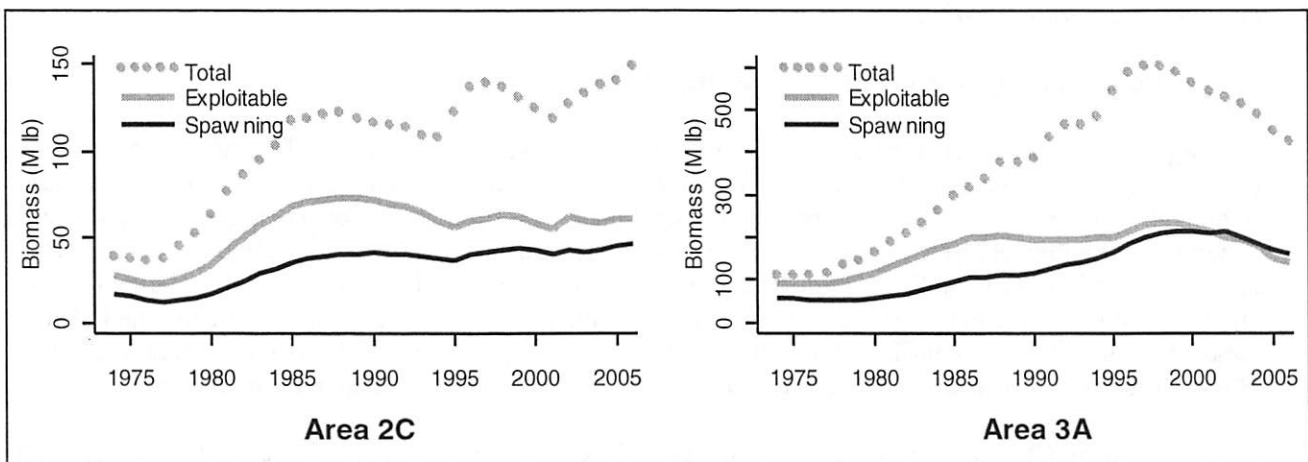 Total
Exploitable
Spaw ning
Biomass (M lb)
0
50
100
150
1975
1980
1985
1990
1995
2000
2005
Area 2C
Total
Exploitable
Spaw ning
Biomass (M lb)
0
100
300
500
1975
1980
1985
1990
1995
2000
2005
Area 3A